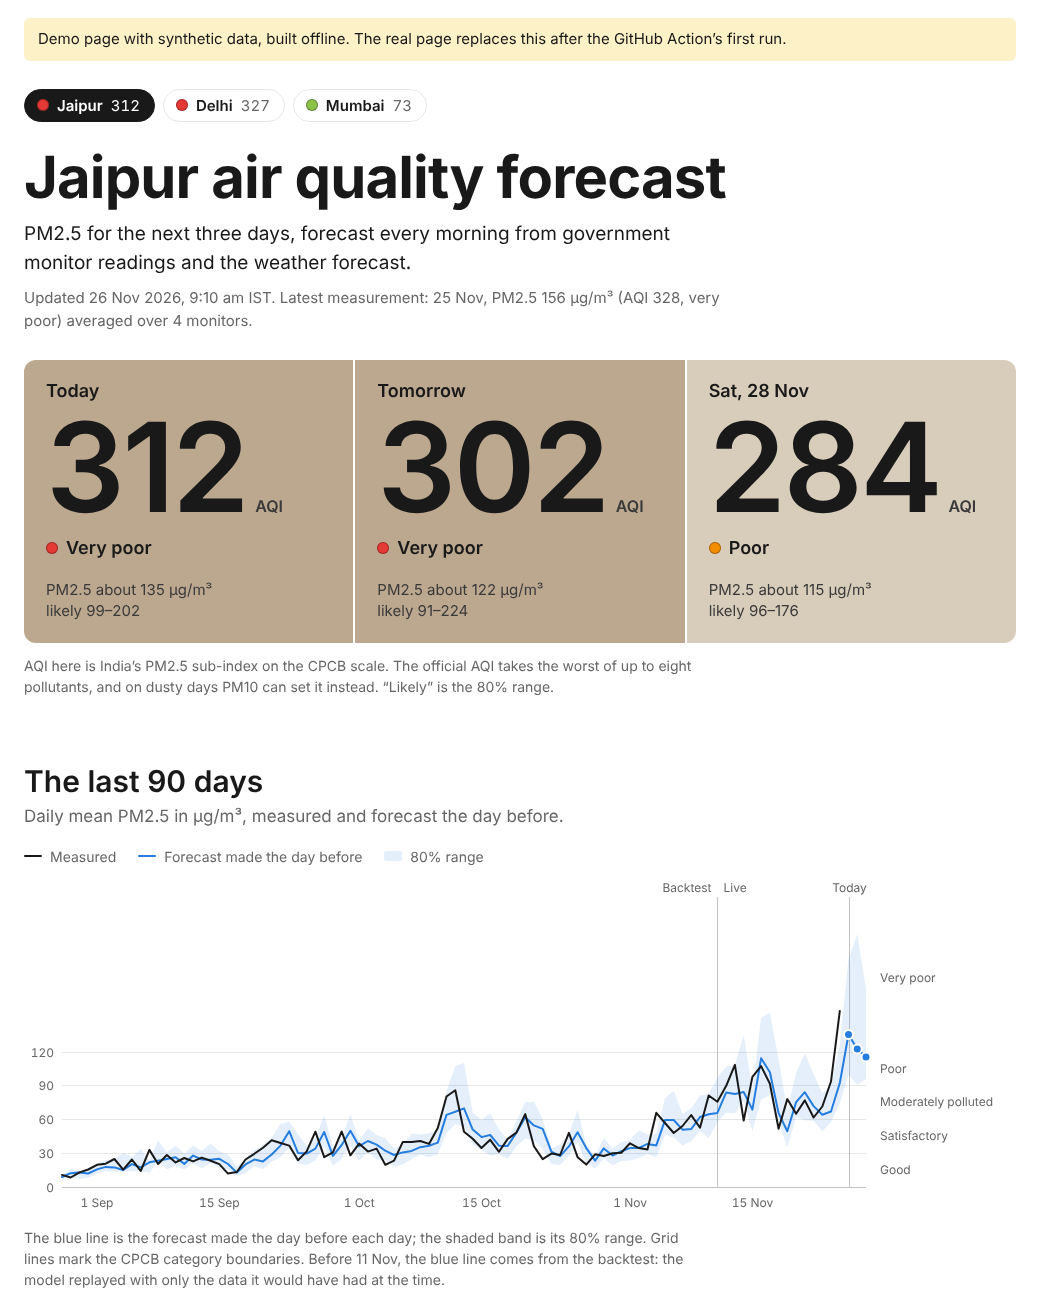 Demo page with synthetic data, built offline. The real page replaces this after the GitHub Action’s first run.
Jaipur 312 Delhi 327 Mumbai 73
Jaipur air quality forecast
PM2.5 for the next three days, forecast every morning from government
monitor readings and the weather forecast.
Updated 26 Nov 2026, 9:10 am IST. Latest measurement: 25 Nov, PM2.5 156 µg/m³ (AQI 328, very
poor) averaged over 4 monitors.
Today
312 AQI
Very poor
PM2.5 about 135 µg/m³
likely 99–202
Tomorrow
302 AQI
Very poor
PM2.5 about 122 µg/m³
likely 91–224
Sat, 28 Nov
284 AQI
Poor
PM2.5 about 115 µg/m³
likely 96–176
AQI here is India’s PM2.5 sub-index on the CPCB scale. The official AQI takes the worst of up to eight
pollutants, and on dusty days PM10 can set it instead. “Likely” is the 80% range.
The last 90 days
Daily mean PM2.5 in µg/m³, measured and forecast the day before.
Measured Forecast made the day before 80% range
Backtest Live Today
Very poor
120
Poor
90
Moderately polluted
60
Satisfactory
30
Good
0
1 Sep 15 Sep 1 Oct 15 Oct 1 Nov 15 Nov
The blue line is the forecast made the day before each day; the shaded band is its 80% range. Grid
lines mark the CPCB category boundaries. Before 11 Nov, the blue line comes from the backtest: the
model replayed with only the data it would have had at the time.